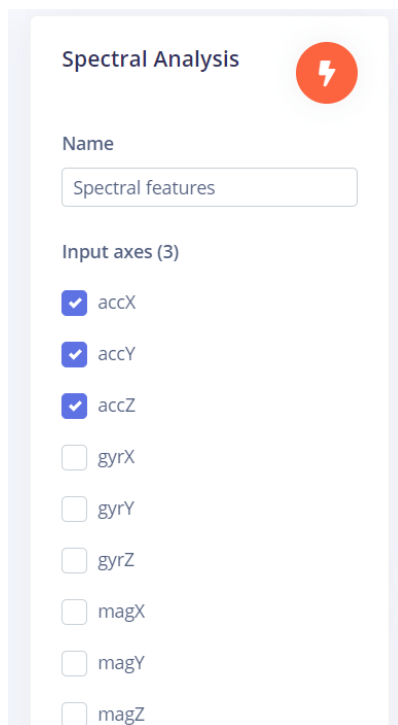 Spectral Analysis
Name
Spectral features
Input axes (3)
accX
accY
accZ
gyrX
gyrY
gyrZ
magX
magY
magZ